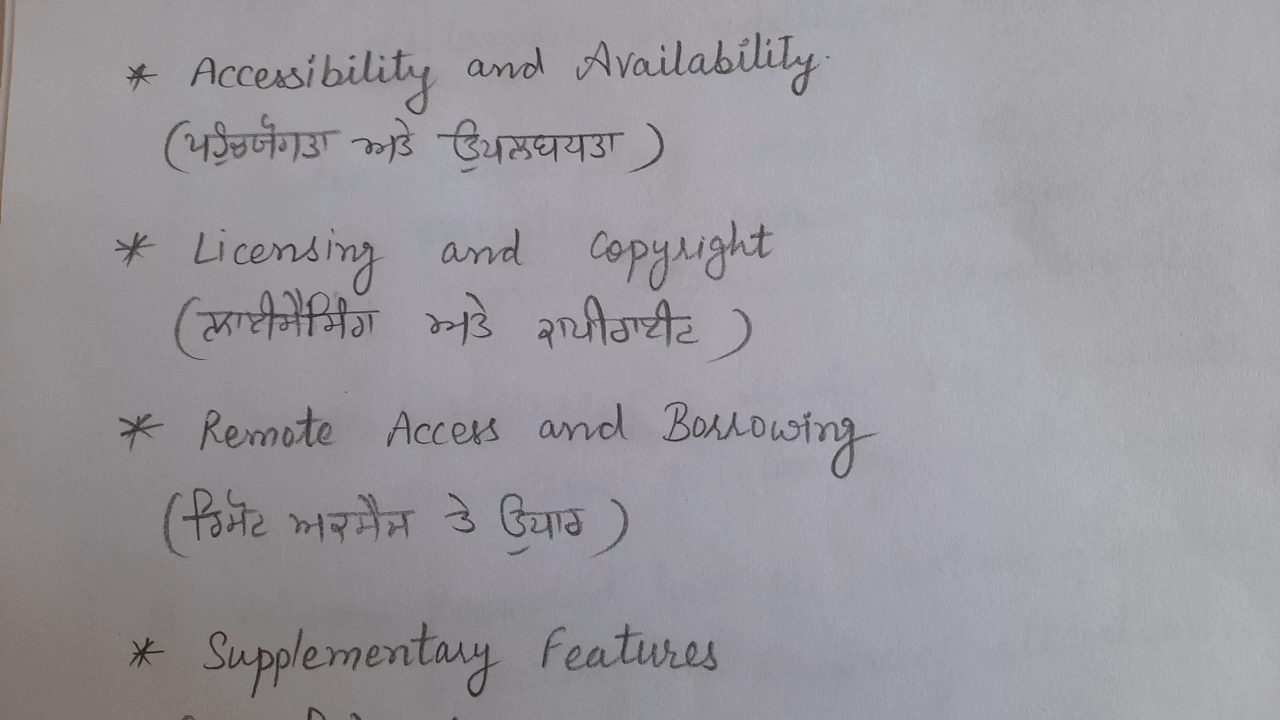 * Accessibility and Availability.
(ਪਹੁੰਚਯੋਗਤਾ ਅਤੇ ਉਪਲਬਧਤਾ)
* Licensing and Copyright
(ਲਾਈਸੈਂਸਿੰਗ ਅਤੇ ਕਾਪੀਰਾਈਟ)
* Remote Access and Borrowing
(ਰਿਮੋਟ ਅਕਸੈਸ ਤੇ ਉਧਾਰ)
* Supplementary Features